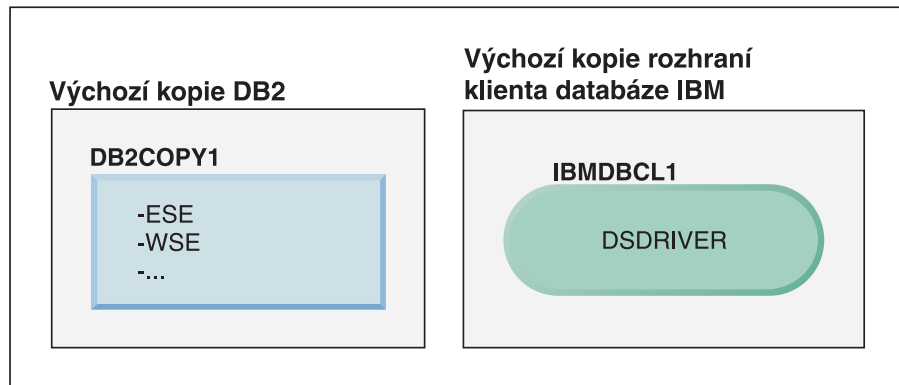 Výchozí kopie DB2
DB2COPY1
-ESE
-WSE
-...
Výchozí kopie rozhraní
klienta databáze IBM
IBMDBCL1
DSDRIVER